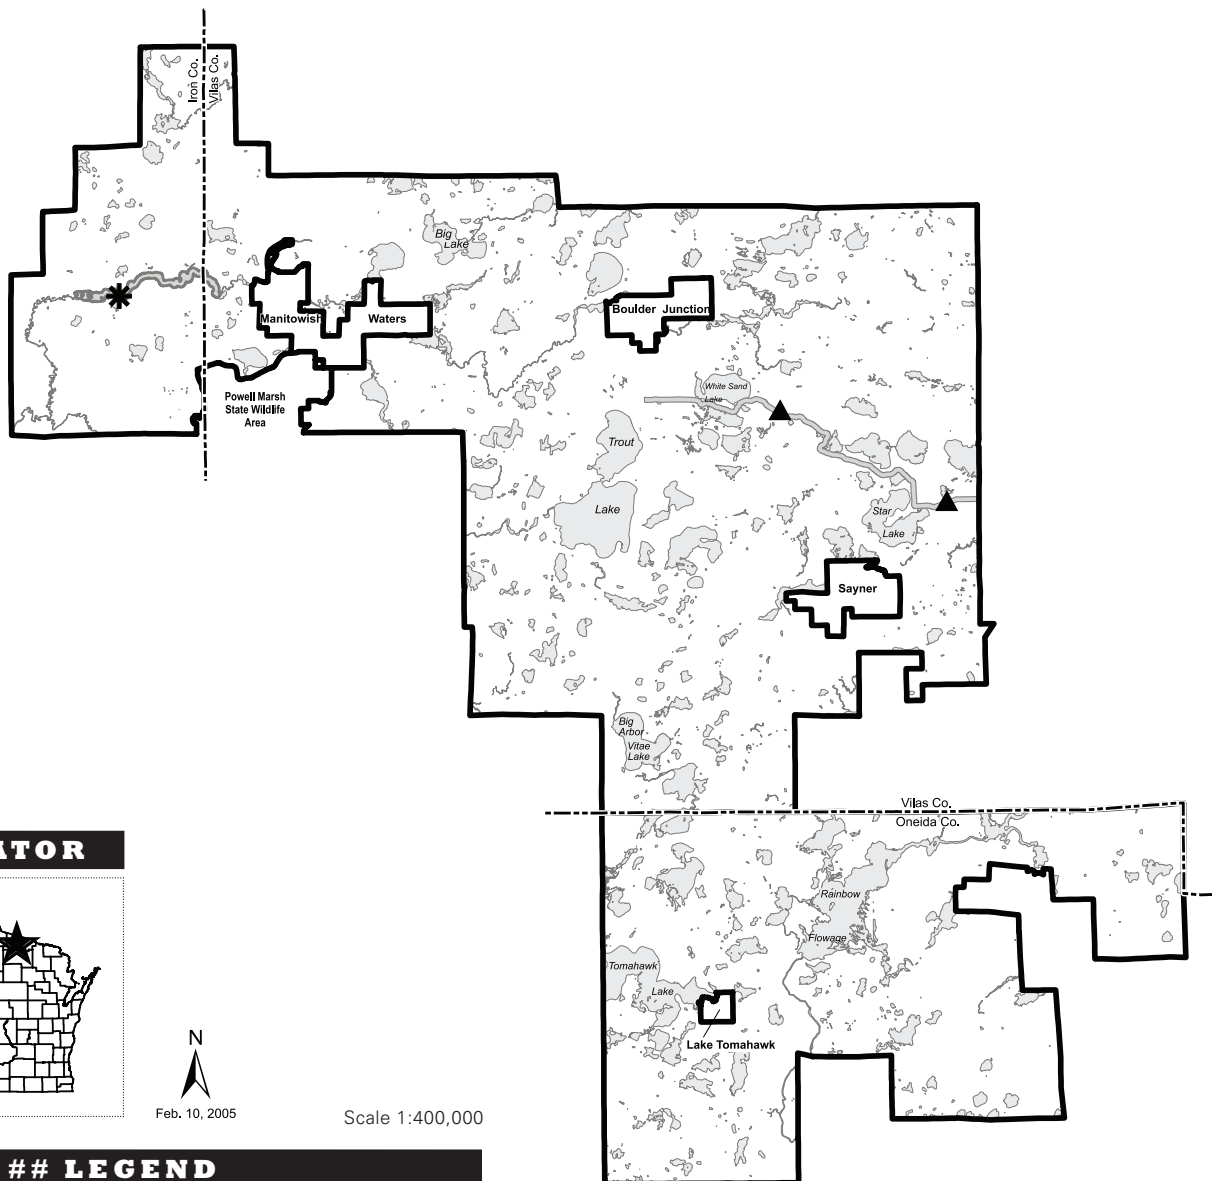 Iron Co.
Vilas Co.
Big
Lake
Manitowish
Waters
Boulder Junction
Powell Marsh
State Wildlife
Area
White Sand
Lake
Trout
Lake
Star
Lake
Sayner
Big
Arbor
Vitae
Lake
Vilas Co.
Oneida Co.
Rainbow
Flowage
Tomahawk
Lake
Lake Tomahawk
ATOR
N
Feb. 10, 2005
Scale 1:400,000
## LEGEND